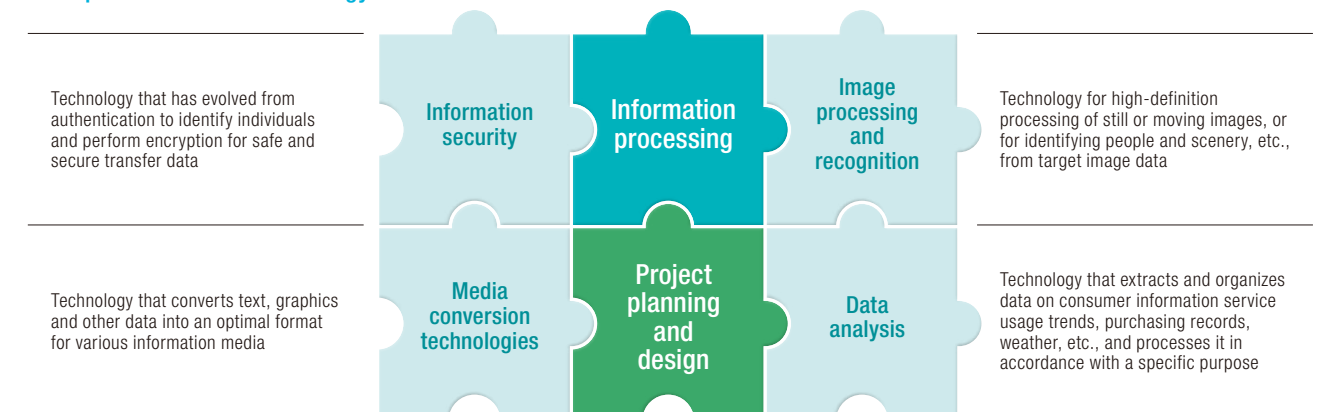 Technology that has evolved from
authentication to identify individuals
and perform encryption for safe and
secure transfer data
Information
security
Information
processing
Image
processing
and
recognition
Technology for high-definition
processing of still or moving images, or
for identifying people and scenery, etc.,
from target image data
Technology that converts text, graphics
and other data into an optimal format
for various information media
Media
conversion
technologies
Project
planning
and
design
Data
analysis
Technology that extracts and organizes
data on consumer information service
usage trends, purchasing records,
weather, etc., and processes it in
accordance with a specific purpose